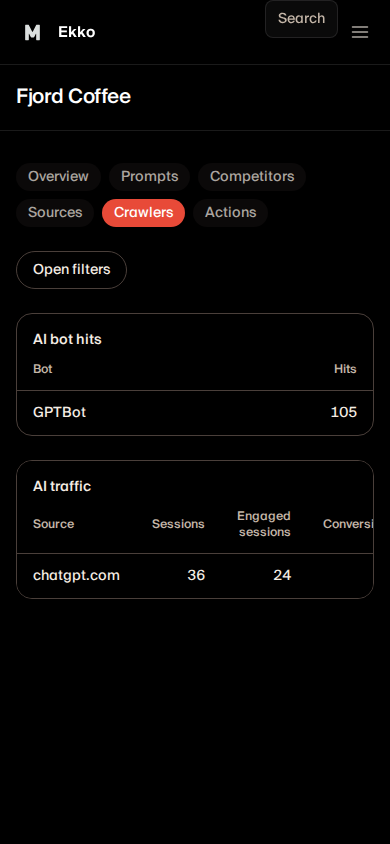 M Ekko
Search
Fjord Coffee
Overview Prompts Competitors
Sources Crawlers Actions
Open filters
AI bot hits
Bot Hits
GPTBot 105
AI traffic
Source Sessions Engaged sessions Conversi
chatgpt.com 36 24